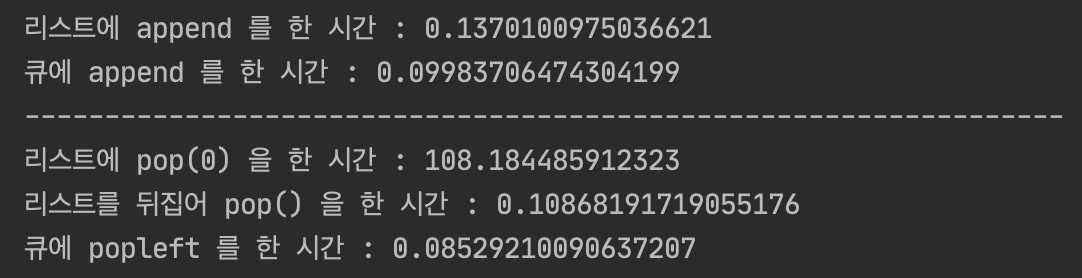 리스트에 append 를 한 시간 : 0.1370100975036621
큐에 append 를 한 시간 : 0.09983706474304199
-----------------------------------------------------------------
리스트에 pop(0) 을 한 시간 : 108.184485912323
리스트를 뒤집어 pop() 을 한 시간 : 0.10868191719055176
큐에 popleft 를 한 시간 : 0.08529210090637207